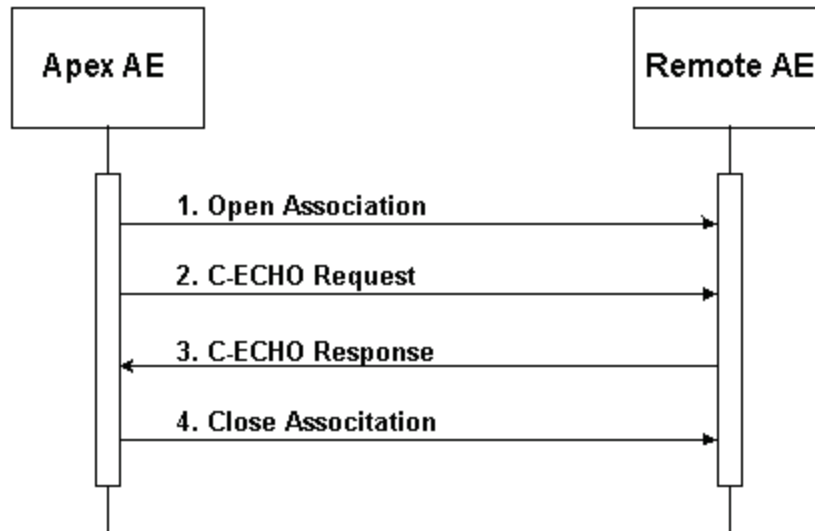 Apex AE
Remote AE
1. Open Association
2. C-ECHO Request
3. C-ECHO Response
4. Close Associtation